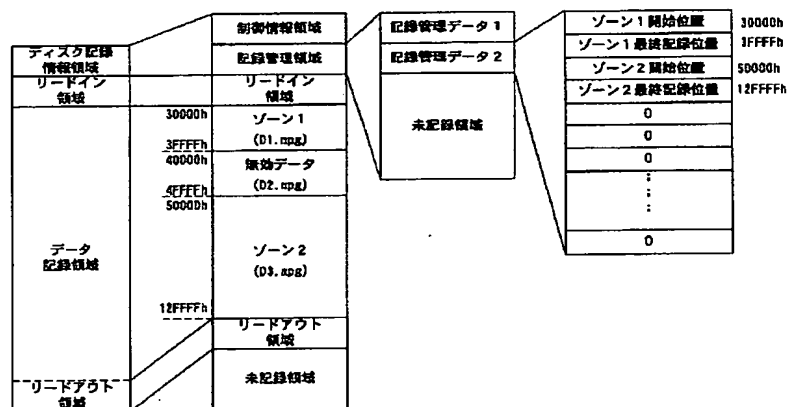 ディスク記録
情報領域
リードイン
領域
データ
記録領域
リードアウト
領域
制御情報領域
記録管理領域
リードイン
領域
30000h
ゾーン1
(D1.mpg)
3FFFFh
40000h
無効データ
(D2.mpg)
4FFFFh
50000h
ゾーン2
(D3.mpg)
12FFFFh
リードアウト
領域
未記録領域
記録管理データ1
記録管理データ2
未記録領域
ゾーン1開始位置 30000h
ゾーン1最終記録位置 3FFFFh
ゾーン2開始位置 50000h
ゾーン2最終記録位置 12FFFFh
0
0
0
0